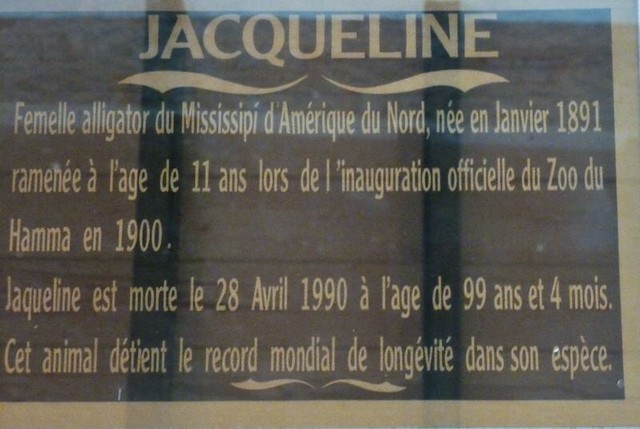 JACQUELINE
Femelle alligator du Mississipí d'Amérique du Nord, née en Janvier 1891
ramenée à l'age de 11 ans lors de l'inauguration officielle du Zoo du
Hamma en 1900.
Jaqueline est morte le 28 Avril 1990 à l'age de 99 ans et 4 mois.
Cet animal détient le record mondial de longévité dans son espèce.